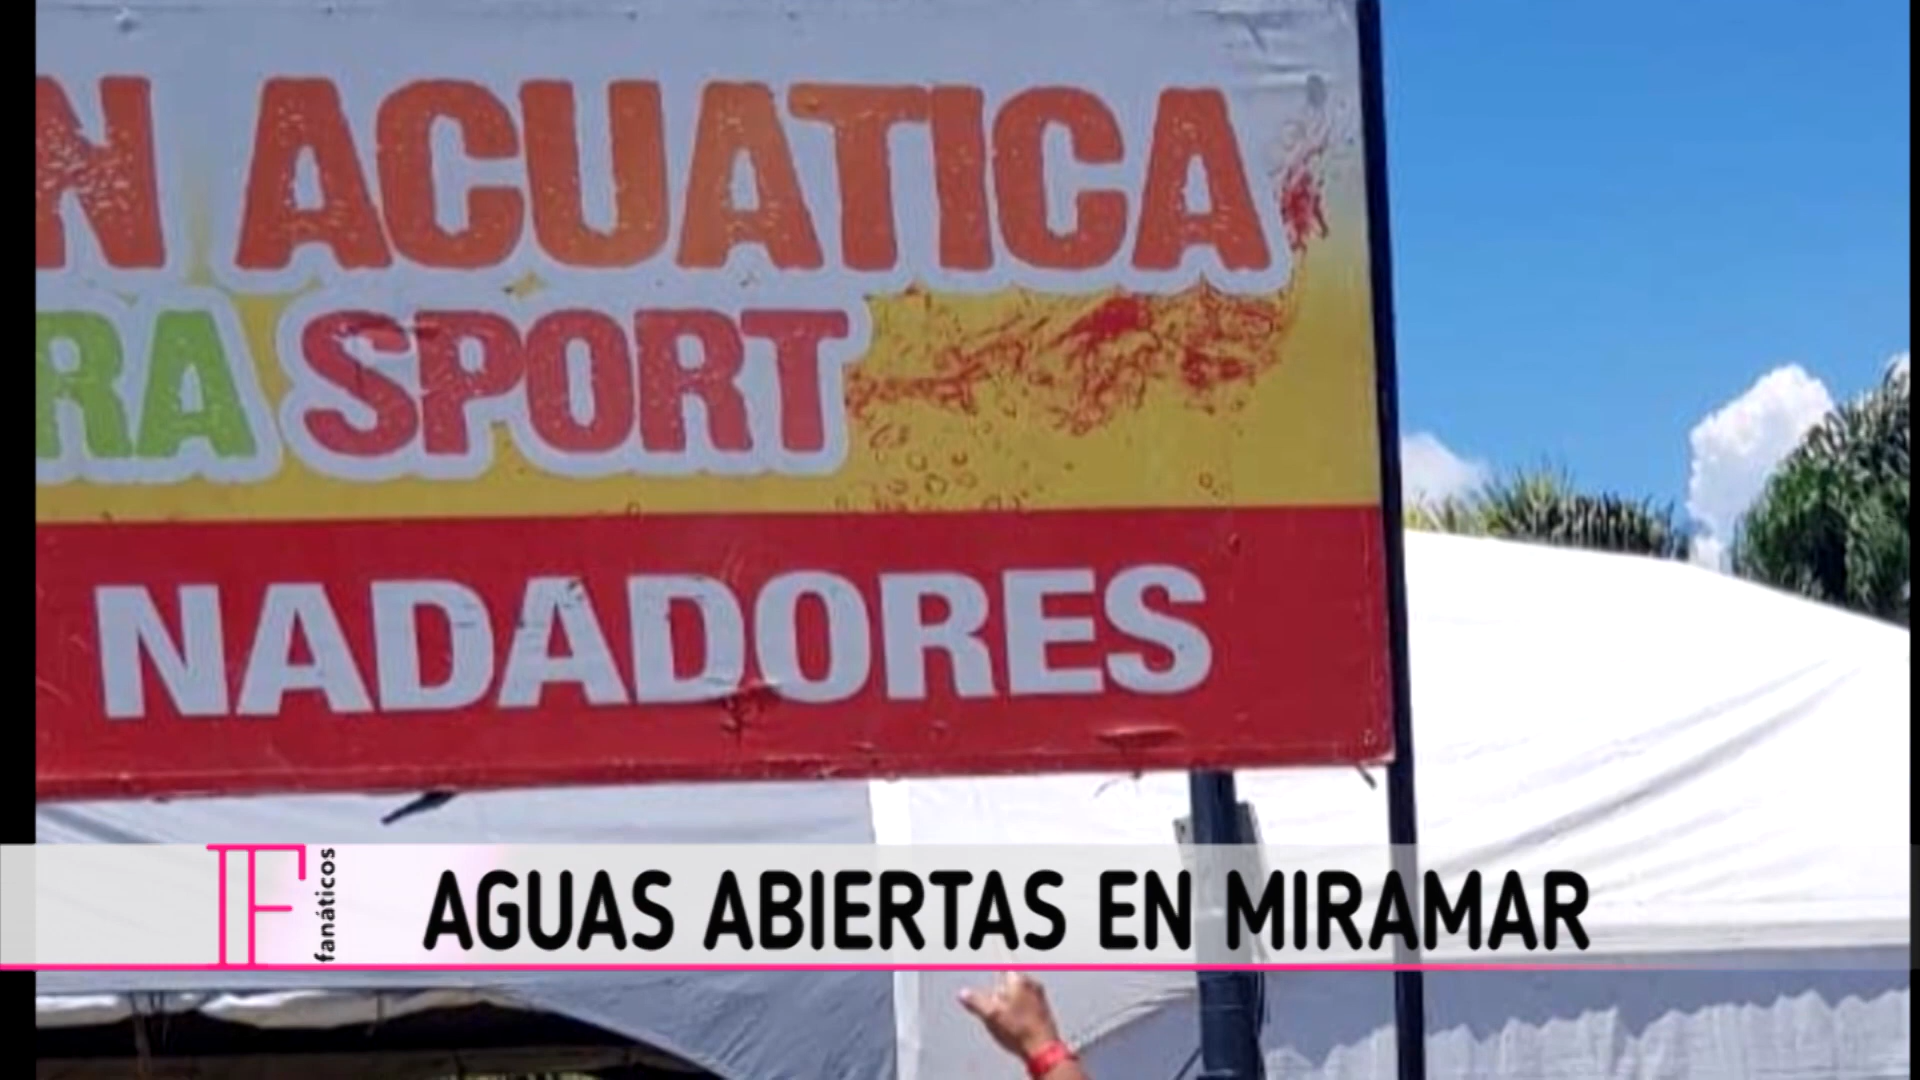 N ACUATICA
RA SPORT
NADADORES
fanáticos
AGUAS ABIERTAS EN MIRAMAR